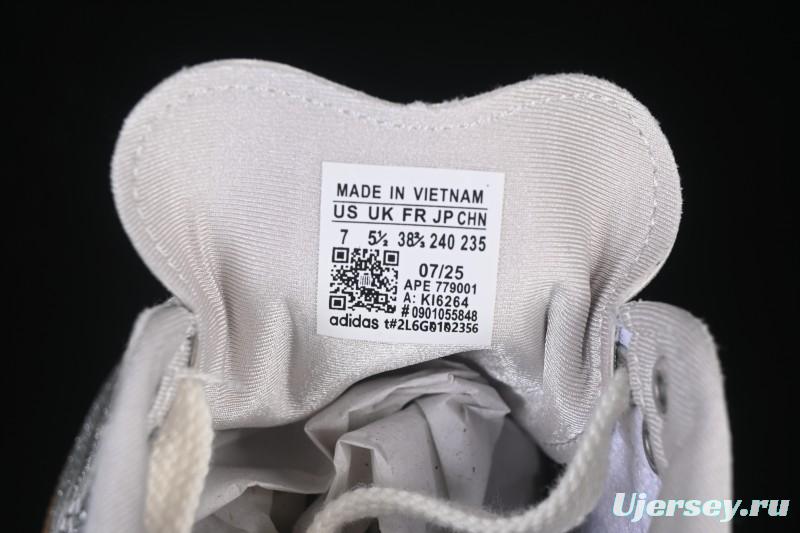 MADE IN VIETNAM
US UK FR JP CHN
7 5½ 38⅔ 240 235
07/25
APE 779001
A: KI6264
# 0901055848
adidas t#2L6G0102356
Ujersey.ru